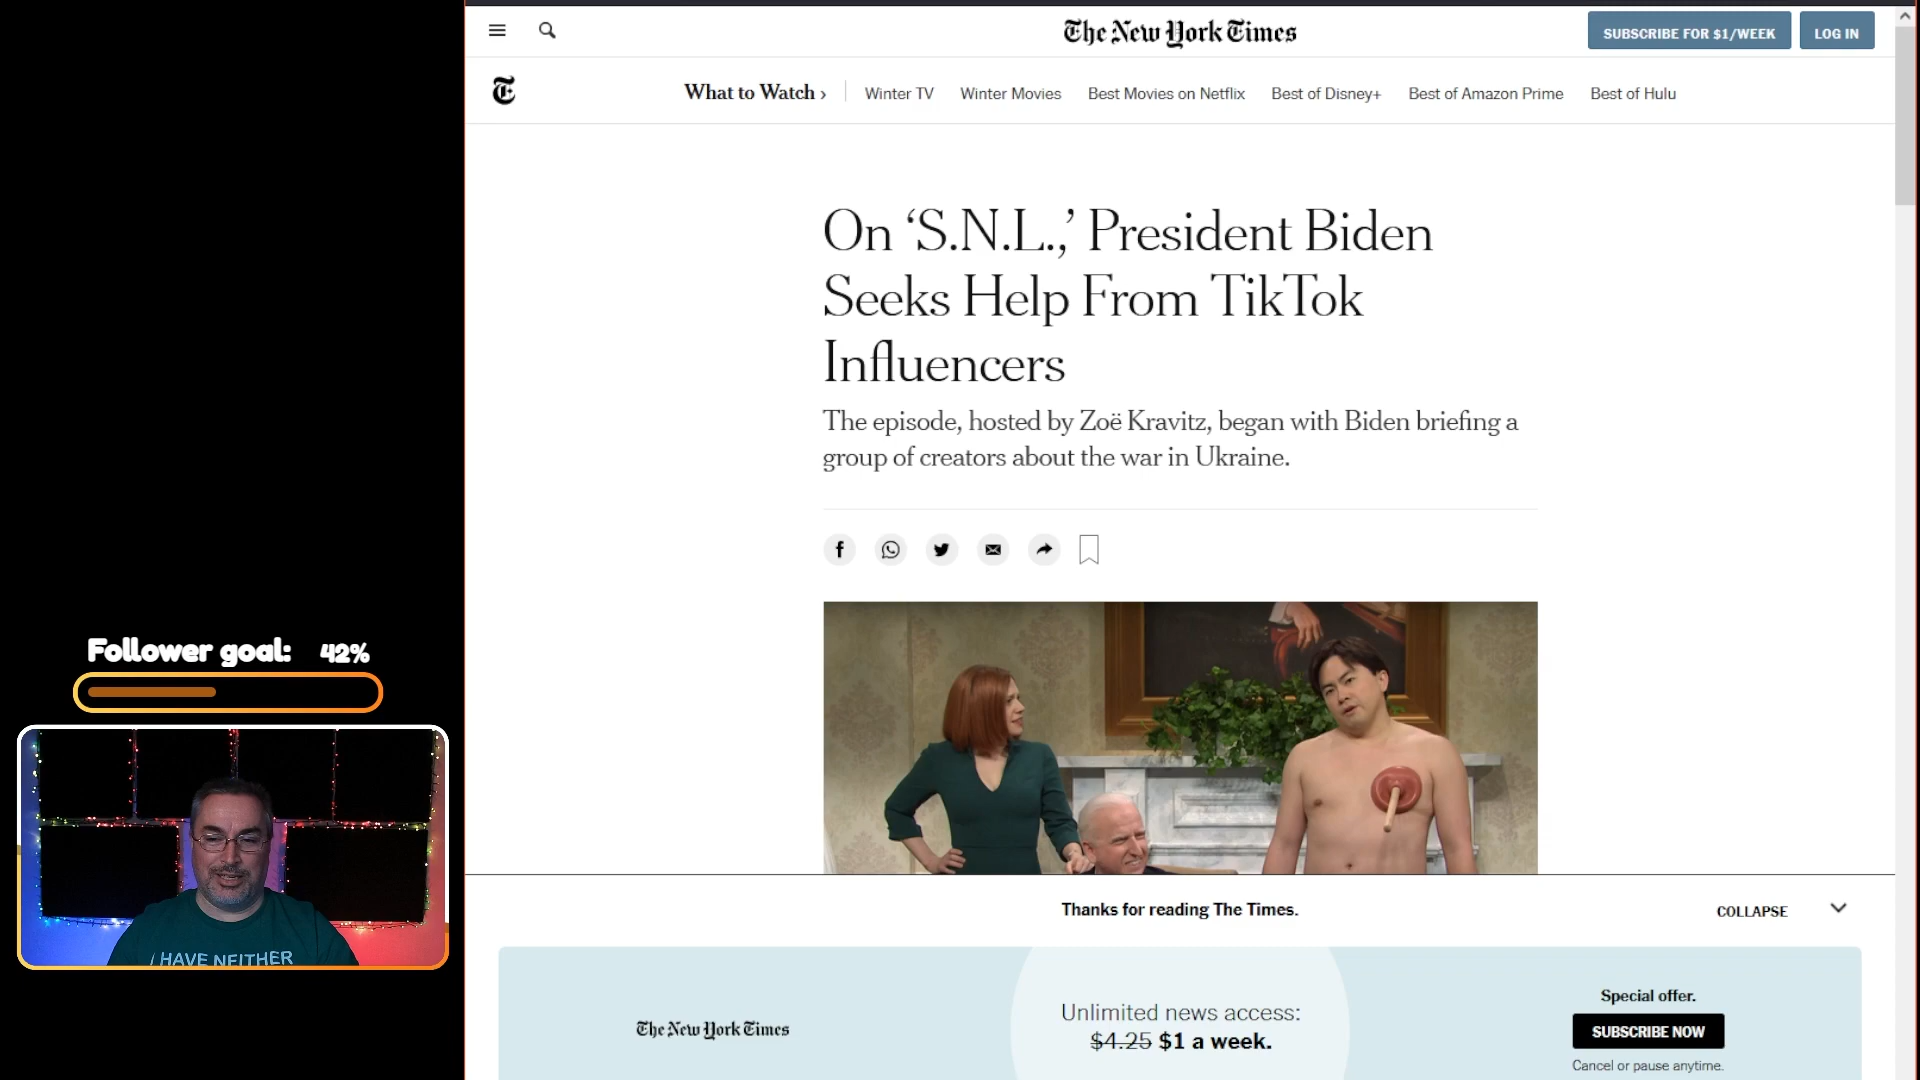 The New York Times
SUBSCRIBE FOR $1/WEEK
LOG IN
What to Watch ›
Winter TV
Winter Movies
Best Movies on Netflix
Best of Disney+
Best of Amazon Prime
Best of Hulu
On ‘S.N.L.,’ President Biden
Seeks Help From TikTok
Influencers
The episode, hosted by Zoë Kravitz, began with Biden briefing a
group of creators about the war in Ukraine.
Follower goal: 42%
I HAVE NEITHER
Thanks for reading The Times.
COLLAPSE
The New York Times
Unlimited news access:
$4.25 $1 a week.
Special offer.
SUBSCRIBE NOW
Cancel or pause anytime.